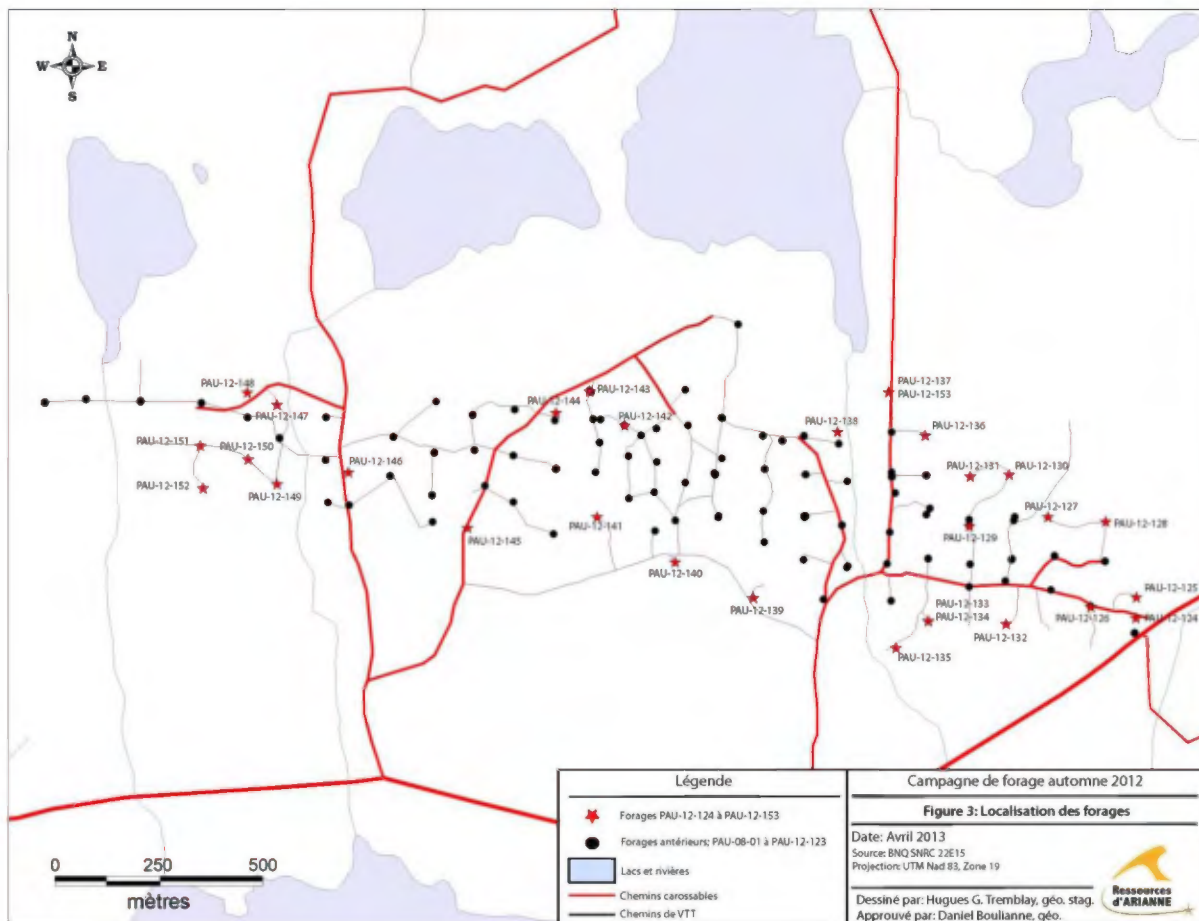 N
W E
S
PAU-12-148
PAU-12-147
PAU-12-151
PAU-12-150
PAU-12-152
PAU-12-149
PAU-12-146
PAU-12-144
PAU-12-143
PAU-12-142
PAU-12-145
PAU-12-141
PAU-12-140
PAU-12-139
PAU-12-138
PAU-12-137
PAU-12-153
PAU-12-136
PAU-12-131
PAU-12-130
PAU-12-127
PAU-12-128
PAU-12-129
PAU-12-125
PAU-12-133
PAU-12-134
PAU-12-132
PAU-12-126
PAU-12-124
PAU-12-135
0 250 500
mètres
Légende
Forages PAU-12-124 à PAU-12-153
Forages antérieurs; PAU-08-01 à PAU-12-123
Lacs et rivières
Chemins carossables
Chemins de VTT
Campagne de forage automne 2012
Figure 3: Localisation des forages
Date: Avril 2013
Source: BNQ SNRC 22E15
Projection: UTM Nad 83, Zone 19
Dessiné par: Hugues G. Tremblay, géo. stag.
Approuvé par: Daniel Boulianne, géo.
Ressources
d'ARIANNE